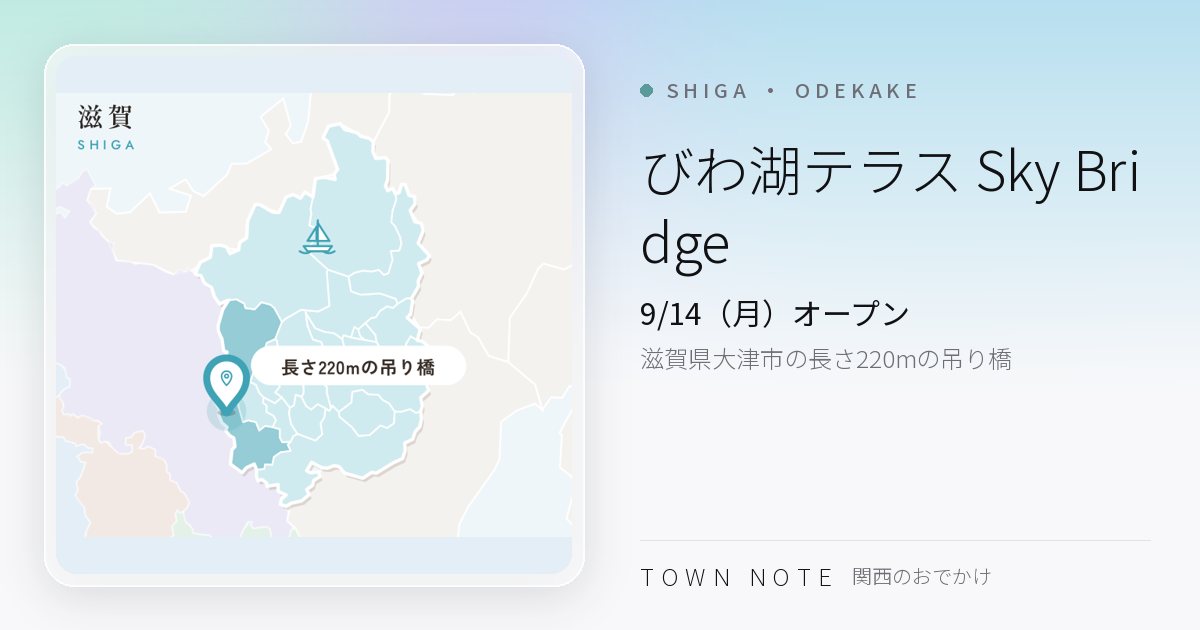 滋賀
SHIGA
長さ220mの吊り橋
SHIGA ・ ODEKAKE
びわ湖テラス Sky Bri
dge
9/14（月）オープン
滋賀県大津市の長さ220mの吊り橋
TOWN NOTE 関西のおでかけ